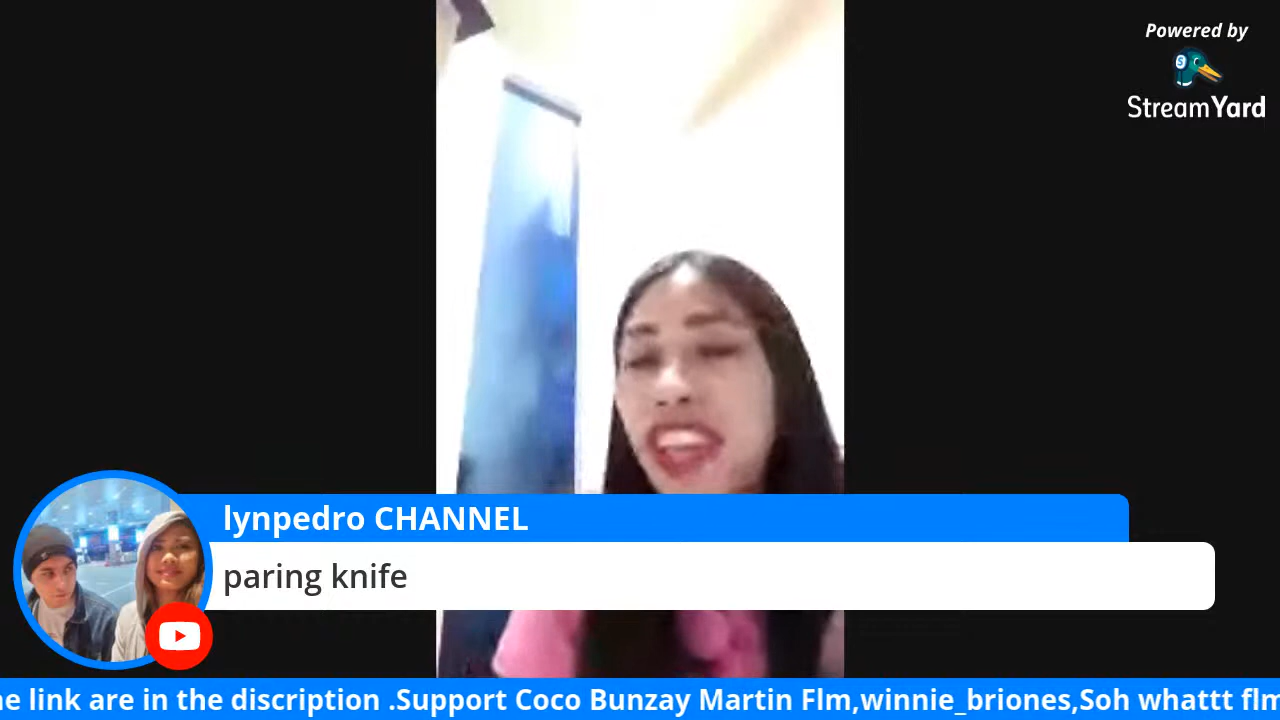 Powered by
StreamYard
lynpedro CHANNEL
paring knife
e link are in the discription .Support Coco Bunzay Martin Flm,winnie_briones,Soh whattt flm